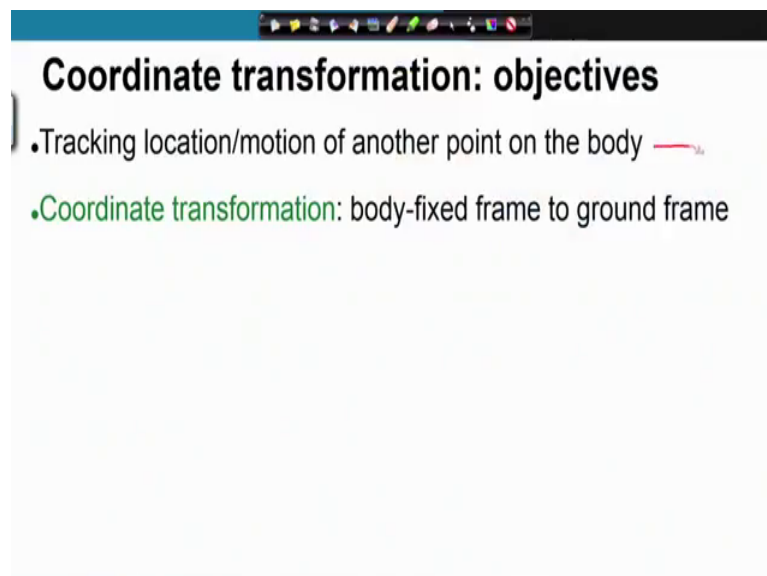 Coordinate transformation: objectives
•Tracking location/motion of another point on the body
•Coordinate transformation: body-fixed frame to ground frame